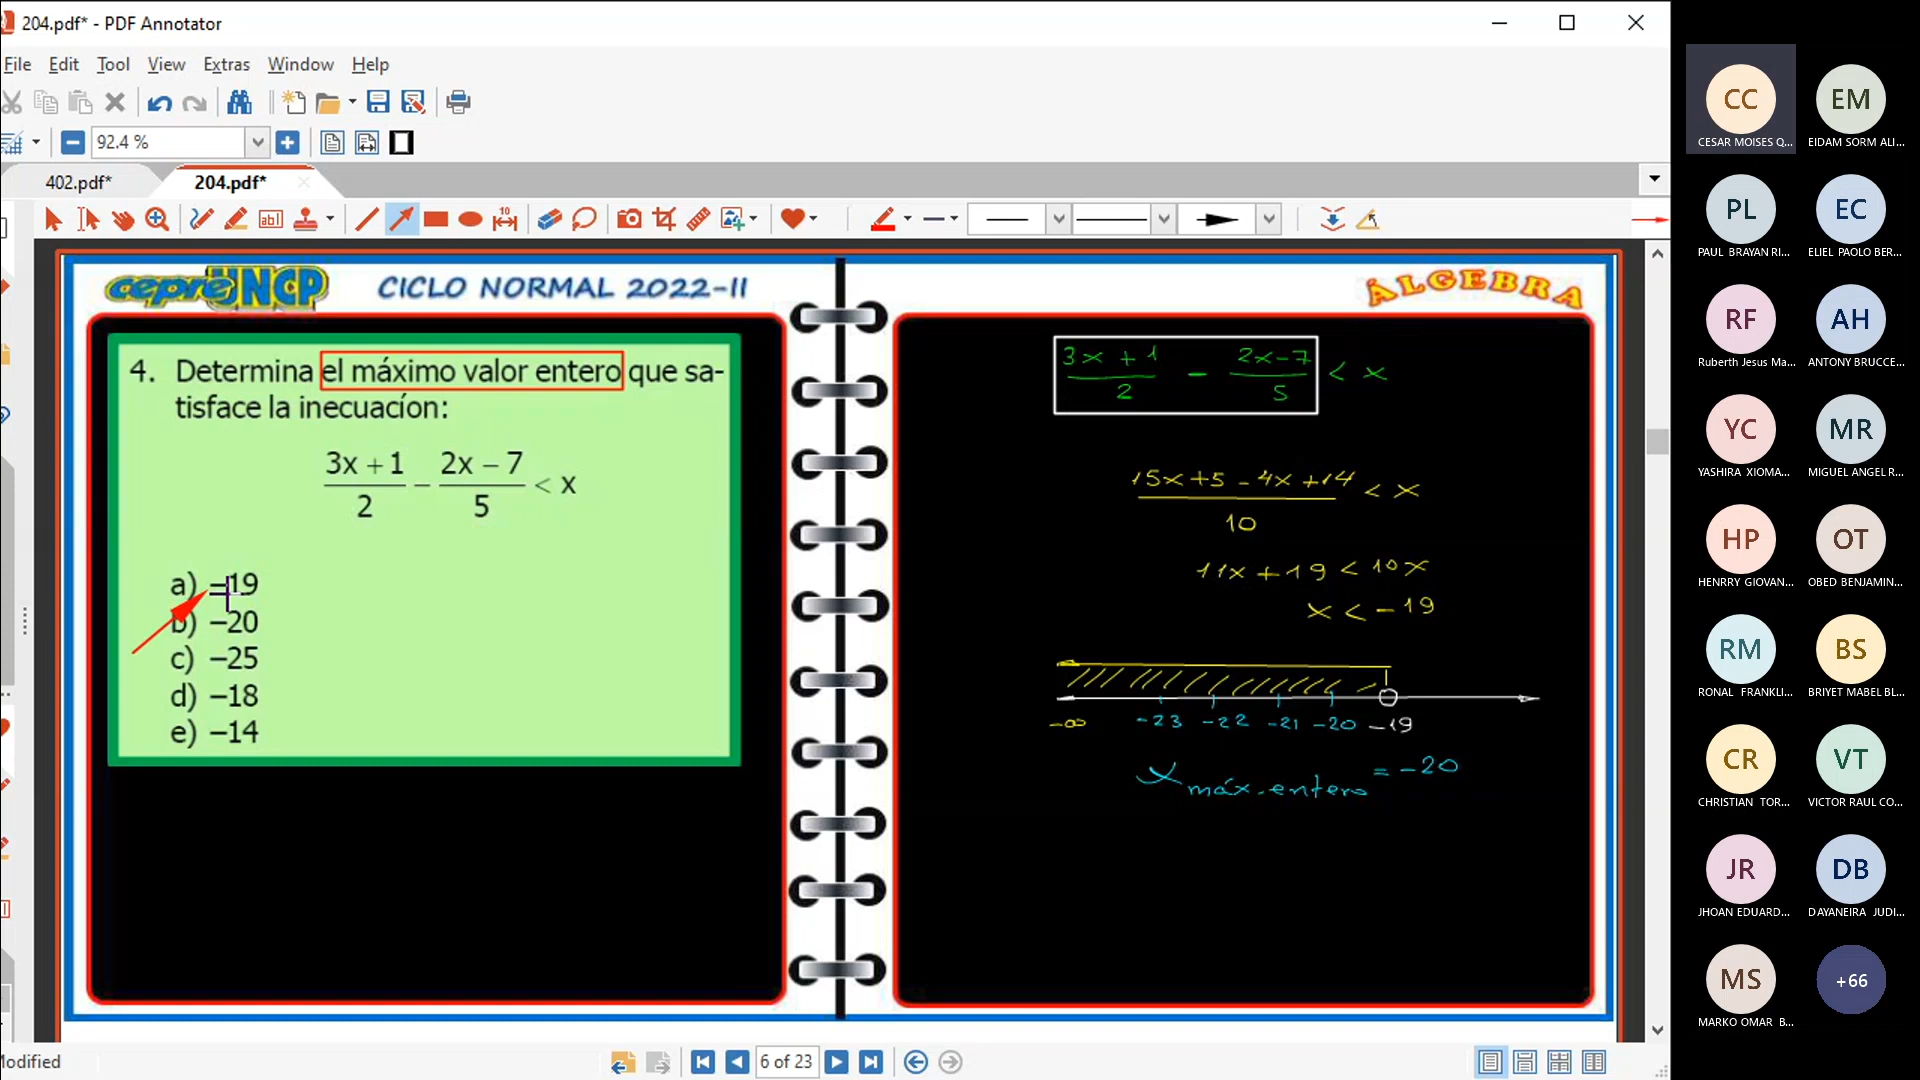 204.pdf* - PDF Annotator
File Edit Tool View Extras Window Help
92.4 %
402.pdf*
204.pdf*
cepreUNCP
CICLO NORMAL 2022-II
ÁLGEBRA
4. Determina el máximo valor entero que sa-
tisface la inecuacíon:
3x + 1 / 2 − 2x − 7 / 5 < x
a) −19
b) −20
c) −25
d) −18
e) −14
3x + 1 / 2 − 2x−7 / 5 < x
15x+5 − 4x +14 / 10 < x
11x + 19 < 10x
x < −19
−∞ −23 −22 −21 −20 −19
X máx.entero = −20
CC
CESAR MOISES Q...
EM
EIDAM SORM ALI...
PL
PAUL BRAYAN RI...
EC
ELIEL PAOLO BER...
RF
Ruberth Jesus Ma...
AH
ANTONY BRUCCE...
YC
YASHIRA XIOMA...
MR
MIGUEL ANGEL R...
HP
HENRRY GIOVAN...
OT
OBED BENJAMIN...
RM
RONAL FRANKLI...
BS
BRIYET MABEL BL...
CR
CHRISTIAN TOR...
VT
VICTOR RAUL CO...
JR
JHOAN EDUARD...
DB
DAYANEIRA JUDI...
MS
MARKO OMAR B...
+66
Modified
6 of 23